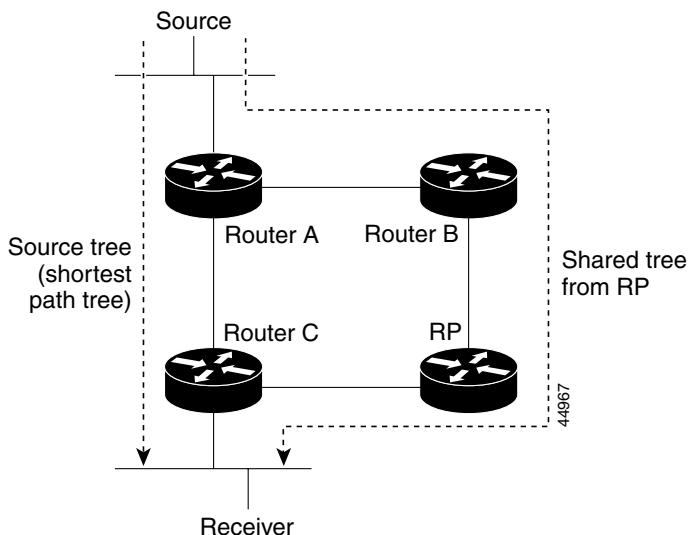 Source
Router A
Router B
Source tree
(shortest
path tree)
Shared tree
from RP
Router C
RP
44967
Receiver